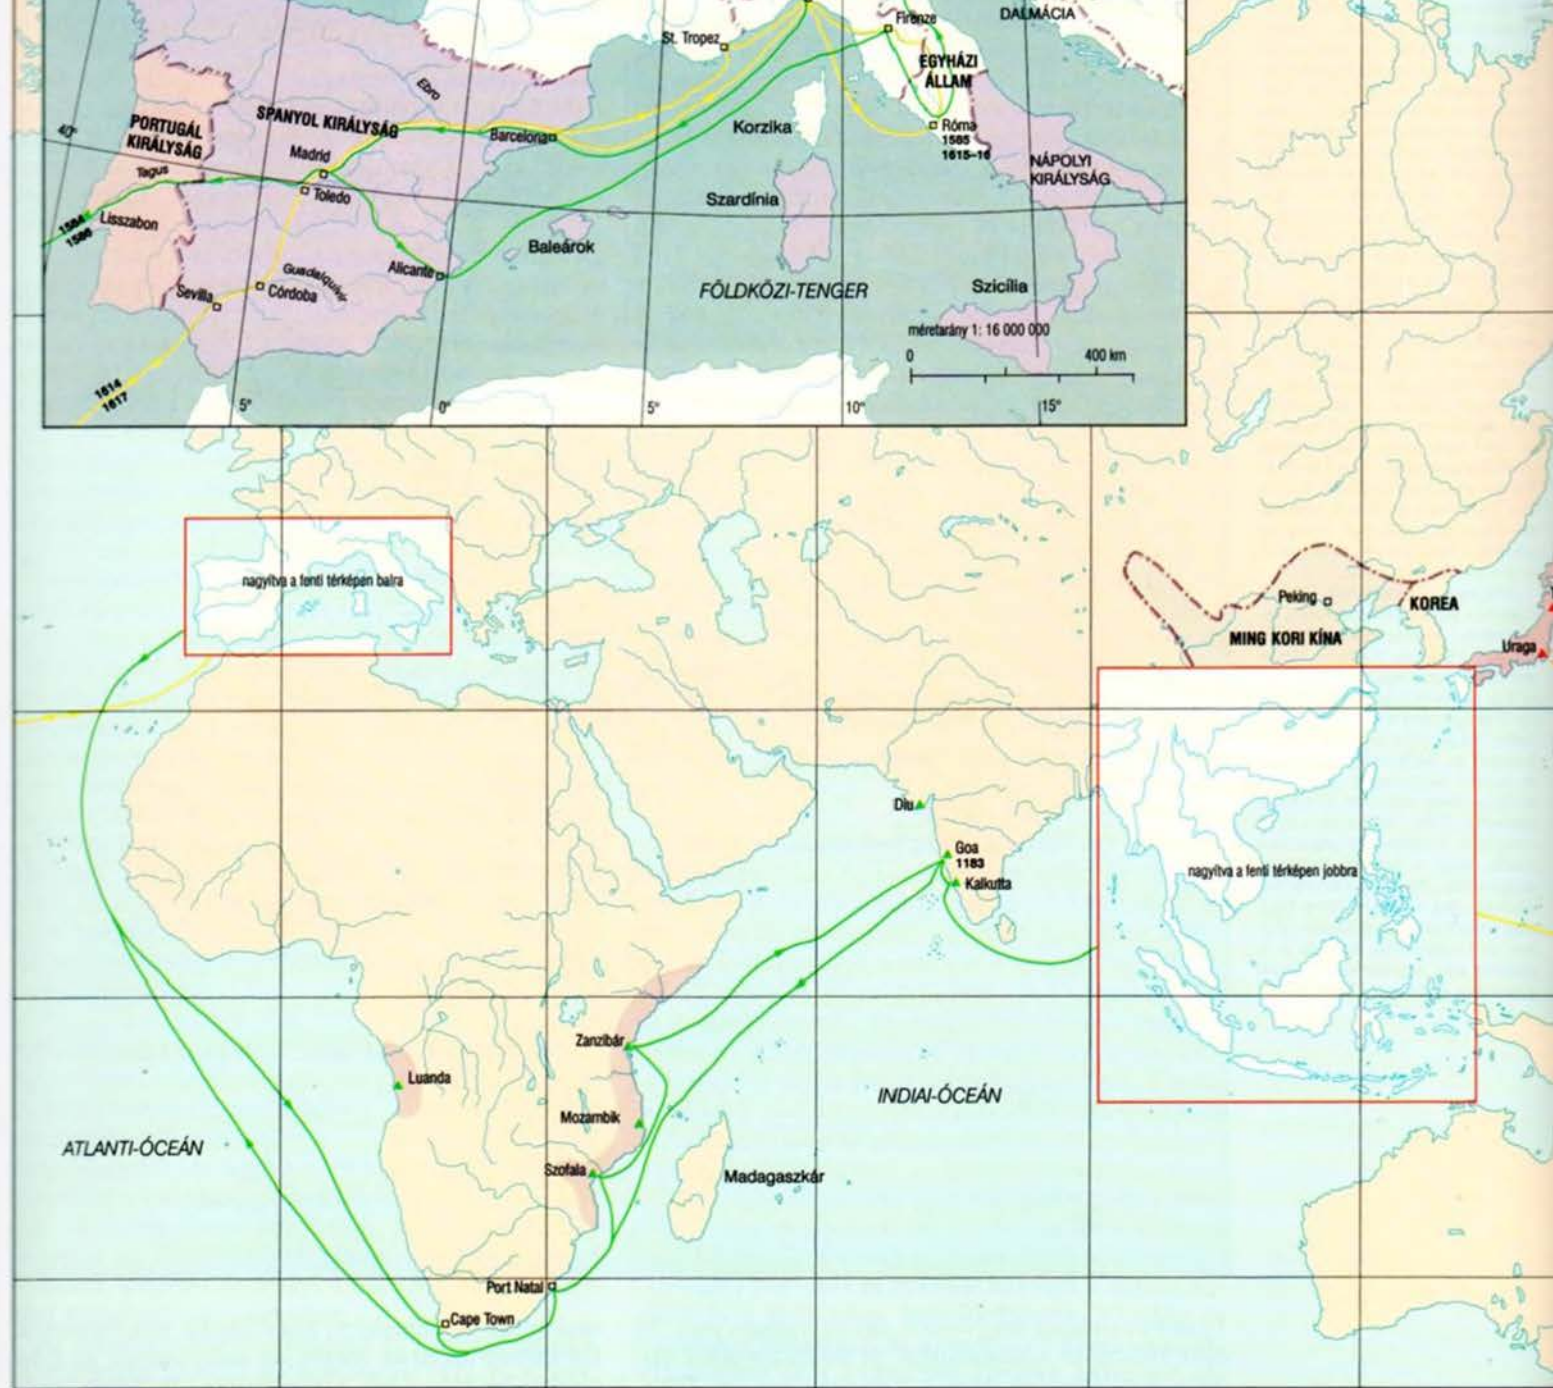 DALMÁCIA
Firenze
St. Tropez
EGYHÁZI
ÁLLAM
Ebro
SPANYOL KIRÁLYSÁG
PORTUGÁL
KIRÁLYSÁG
40°
Barcelona
Korzika
Róma
1585
1615–16
Madrid
NÁPOLYI
KIRÁLYSÁG
Tagus
Toledo
Szardínia
1584
1586
Lisszabon
Baleárok
Alicante
Guadalquivir
Sevilla
Córdoba
FÖLDKÖZI-TENGER
Szicília
méretarány 1: 16 000 000
0 400 km
1614
1617
5° 0° 5° 10° 15°
nagyítva a fenti térképen balra
Peking
KOREA
MING KORI KÍNA
Uraga
Diu
Goa
1183
Kalkutta
nagyítva a fenti térképen jobbra
Zanzibár
Luanda
INDIAI-ÓCEÁN
Mozambik
ATLANTI-ÓCEÁN
Szofala
Madagaszkár
Port Natal
Cape Town